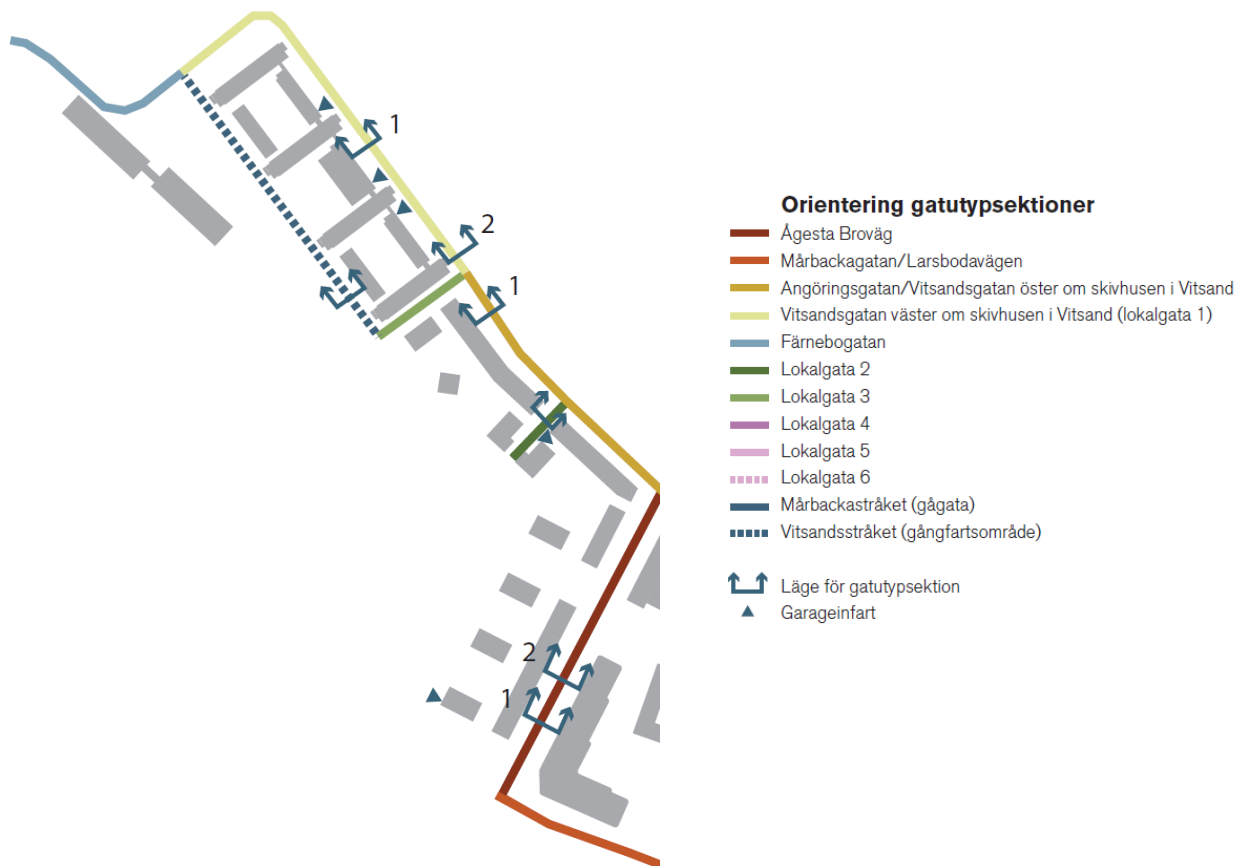 1
2
1
2
1
Orientering gatutypsektioner
Ågesta Broväg
Mårbackagatan/Larsbodavägen
Angöringsgatan/Vitsandsgatan öster om skivhusen i Vitsand
Vitsandsgatan väster om skivhusen i Vitsand (lokalgata 1)
Färnebogatan
Lokalgata 2
Lokalgata 3
Lokalgata 4
Lokalgata 5
Lokalgata 6
Mårbackastråket (gågata)
Vitsandsstråket (gångfartsområde)
Läge för gatutypsektion
Garageinfart